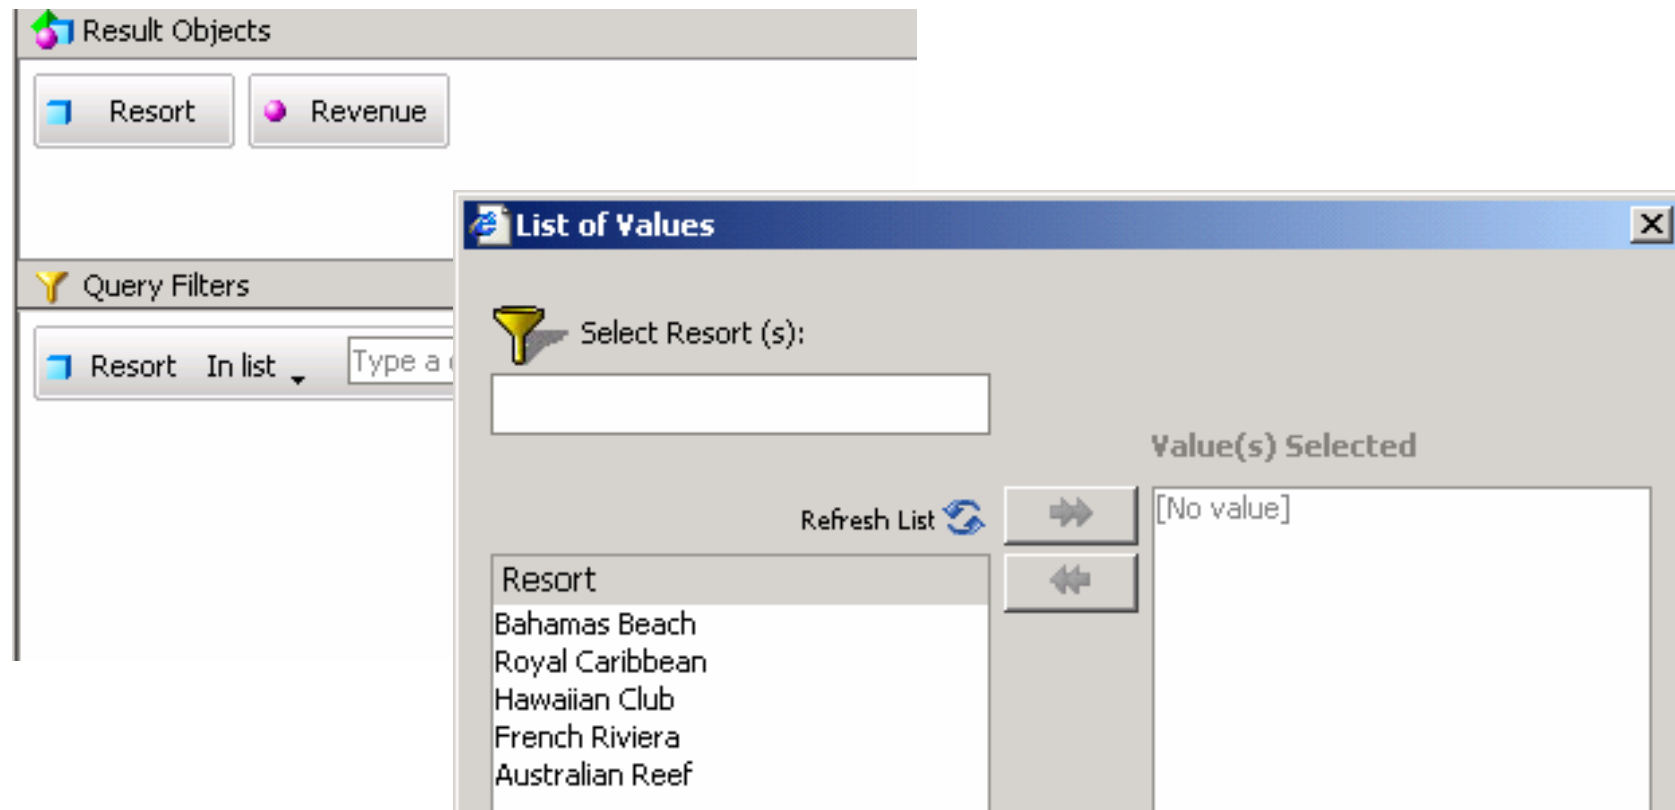 Result Objects
Resort Revenue
Query Filters
Resort In list Type a
List of Values
Select Resort (s):
Value(s) Selected
Refresh List
[No value]
Resort
Bahamas Beach
Royal Caribbean
Hawaiian Club
French Riviera
Australian Reef